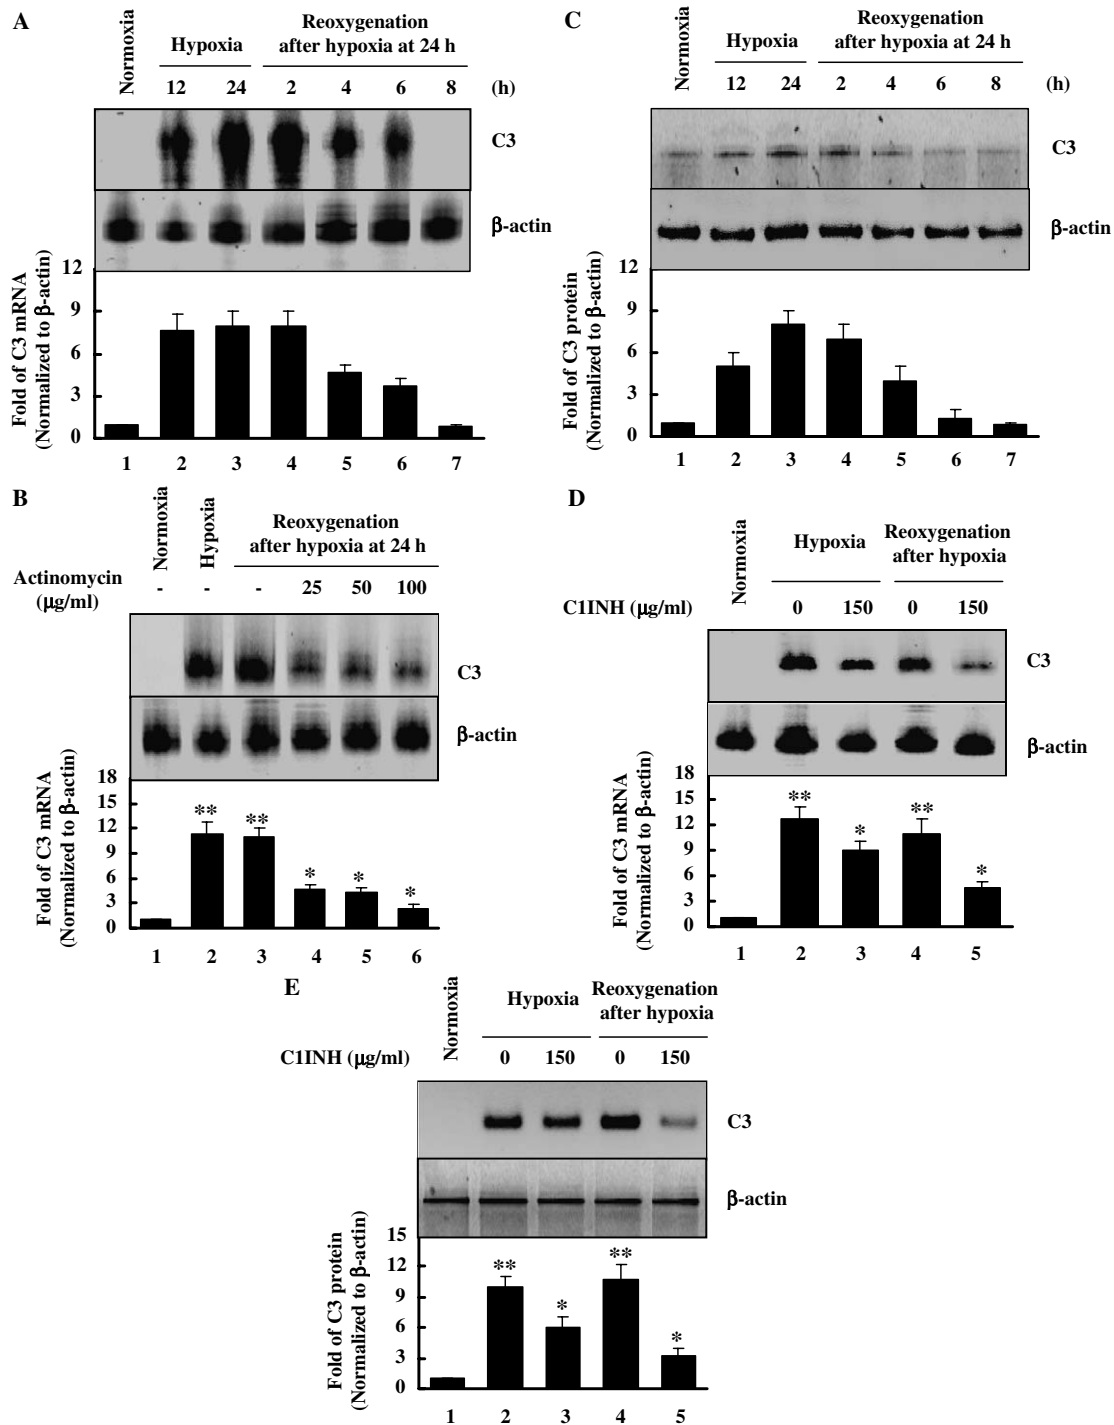 A
Normoxia
Hypoxia
Reoxygenation
after hypoxia at 24 h
12 24 2 4 6 8 (h)
C3
β-actin
Fold of C3 mRNA
(Normalized to β-actin)
12
9
6
3
0
1 2 3 4 5 6 7
C
Normoxia
Hypoxia
Reoxygenation
after hypoxia at 24 h
12 24 2 4 6 8 (h)
C3
β-actin
Fold of C3 protein
(Normalized to β-actin)
12
9
6
3
0
1 2 3 4 5 6 7
B
Normoxia
Hypoxia
Reoxygenation
after hypoxia at 24 h
Actinomycin
(μg/ml)
- - - 25 50 100
C3
β-actin
Fold of C3 mRNA
(Normalized to β-actin)
18
15
12
9
6
3
0
** ** * * *
1 2 3 4 5 6
D
Normoxia
Hypoxia
Reoxygenation
after hypoxia
C1INH (μg/ml) 0 150 0 150
C3
β-actin
Fold of C3 mRNA
(Normalized to β-actin)
18
15
12
9
6
3
0
** * ** *
1 2 3 4 5
E
Normoxia
Hypoxia
Reoxygenation
after hypoxia
C1INH (μg/ml) 0 150 0 150
C3
β-actin
Fold of C3 protein
(Normalized to β-actin)
15
12
9
6
3
0
** * ** *
1 2 3 4 5